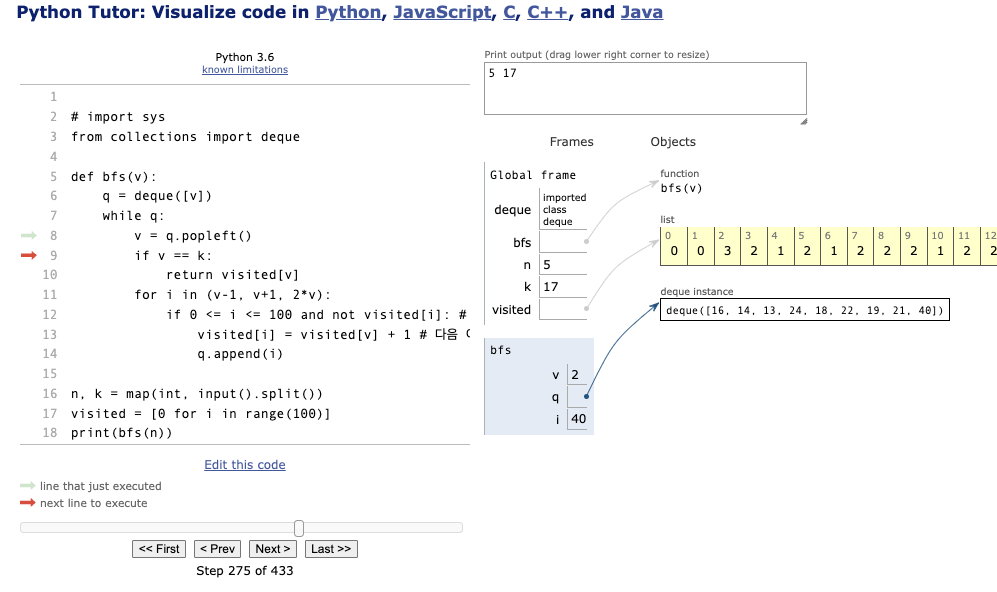 Python Tutor: Visualize code in Python, JavaScript, C, C++, and Java
Python 3.6
known limitations
1
2 # import sys
3 from collections import deque
4
5 def bfs(v):
6 q = deque([v])
7 while q:
8 v = q.popleft()
9 if v == k:
10 return visited[v]
11 for i in (v-1, v+1, 2*v):
12 if 0 <= i <= 100 and not visited[i]: #
13 visited[i] = visited[v] + 1 # 다음
14 q.append(i)
15
16 n, k = map(int, input().split())
17 visited = [0 for i in range(100)]
18 print(bfs(n))
Edit this code
line that just executed
next line to execute
<< First < Prev Next > Last >>
Step 275 of 433
Print output (drag lower right corner to resize)
5 17
Frames Objects
Global frame
deque imported class deque
bfs
n 5
k 17
visited
bfs
v 2
q
i 40
function
bfs(v)
list
0 1 2 3 4 5 6 7 8 9 10 11 12
0 0 3 2 1 2 1 2 2 2 1 2 2
deque instance
deque([16, 14, 13, 24, 18, 22, 19, 21, 40])